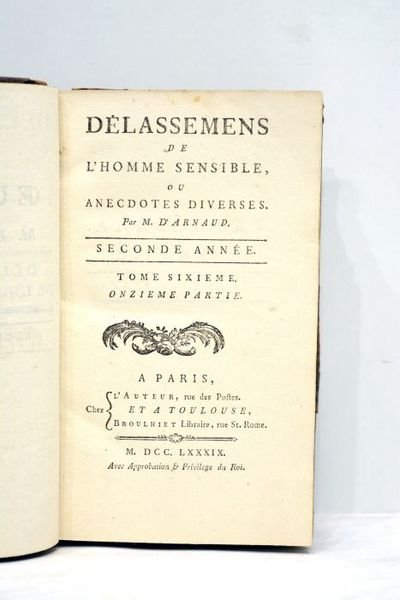 DÉLASSEMENS
DE
L'HOMME SENSIBLE,
OU
ANECDOTES DIVERSES.
Par M. D'ARNAUD.
SECONDE ANNÉE.
TOME SIXIEME.
ONZIEME PARTIE.
A PARIS,
L'AUTEUR, rue des Postes.
Chez ET A TOULOUSE,
BROULHIET Libraire, rue St. Rome.
M. DCC. LXXXIX.
Avec Approbation & Privilege du Roi.